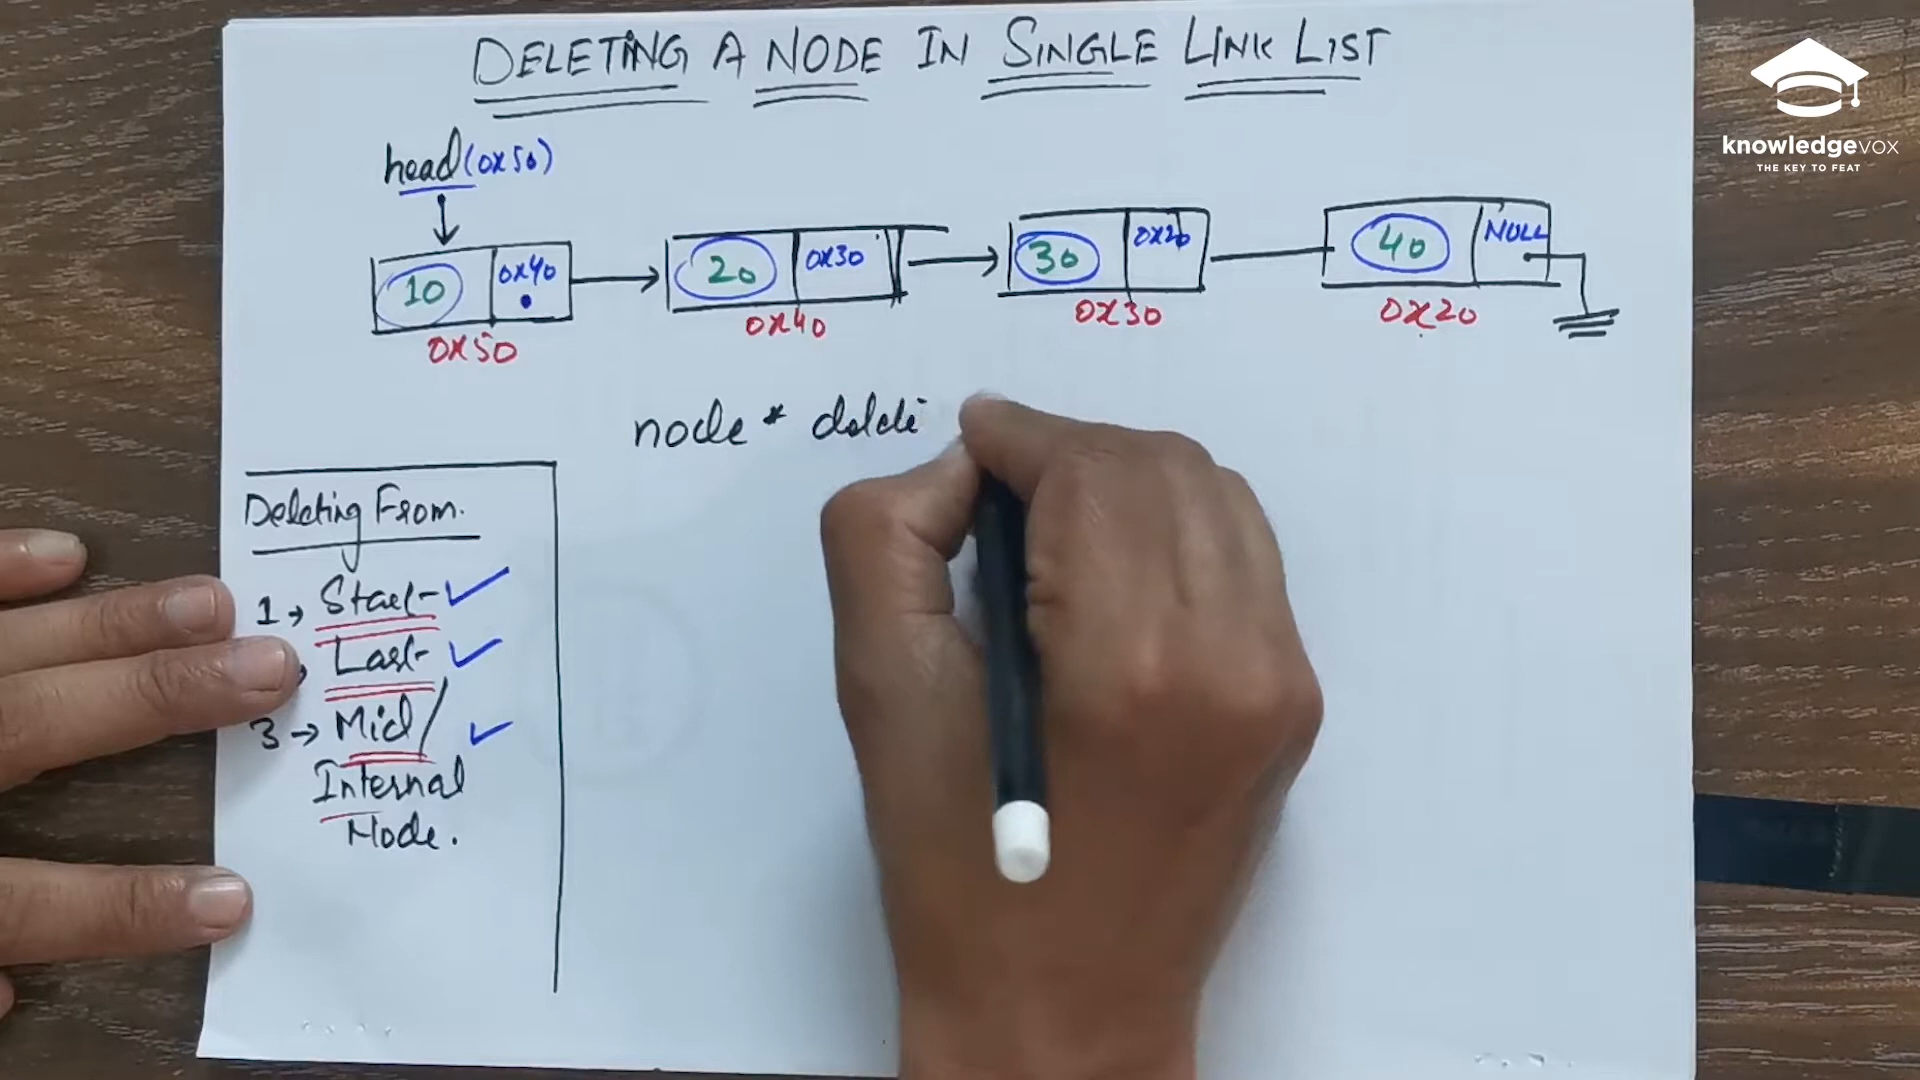 DELETING A NODE IN SINGLE LINK LIST
knowledgevox
THE KEY TO FEAT
head(0x50)
10 0x40
20 0x30
30 0x20
40 NULL
0x50
0x40
0x30
0x20
node *
Deleting From.
1→ Start
Last
3→ Mid/
Internal
Node.